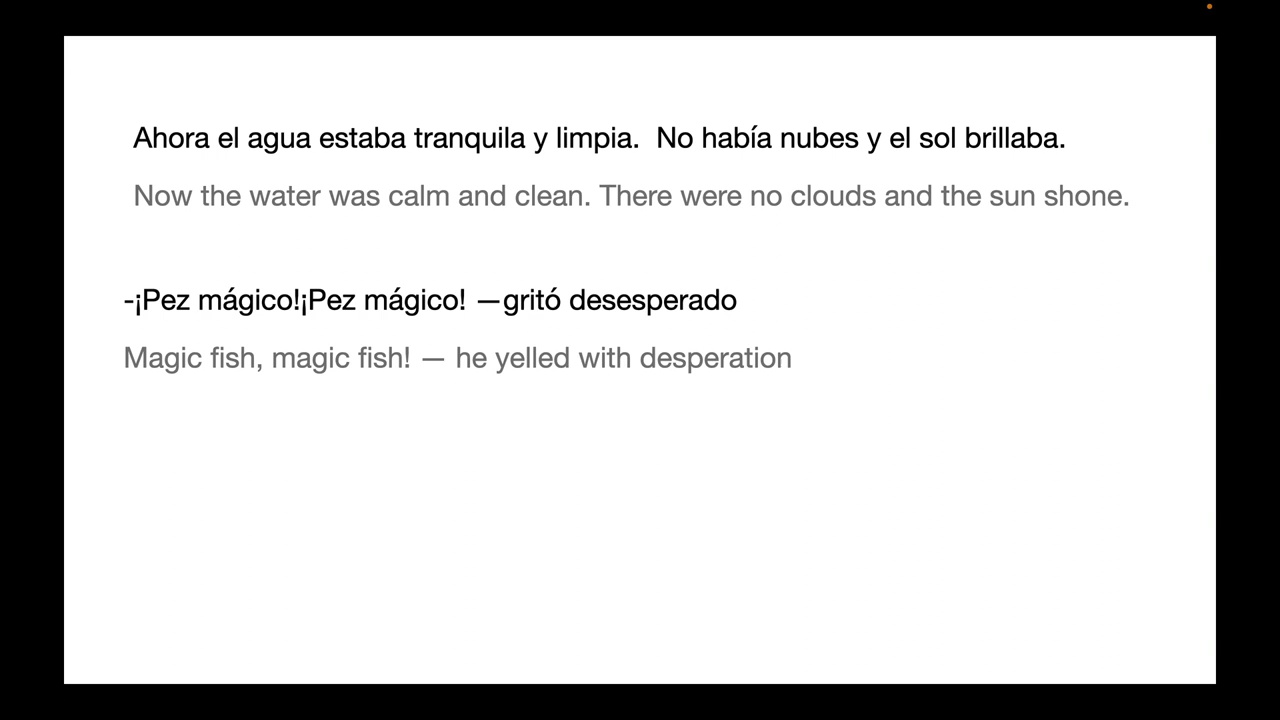 Ahora el agua estaba tranquila y limpia.  No había nubes y el sol brillaba.
Now the water was calm and clean. There were no clouds and the sun shone.
-¡Pez mágico!¡Pez mágico! —gritó desesperado
Magic fish, magic fish! — he yelled with desperation